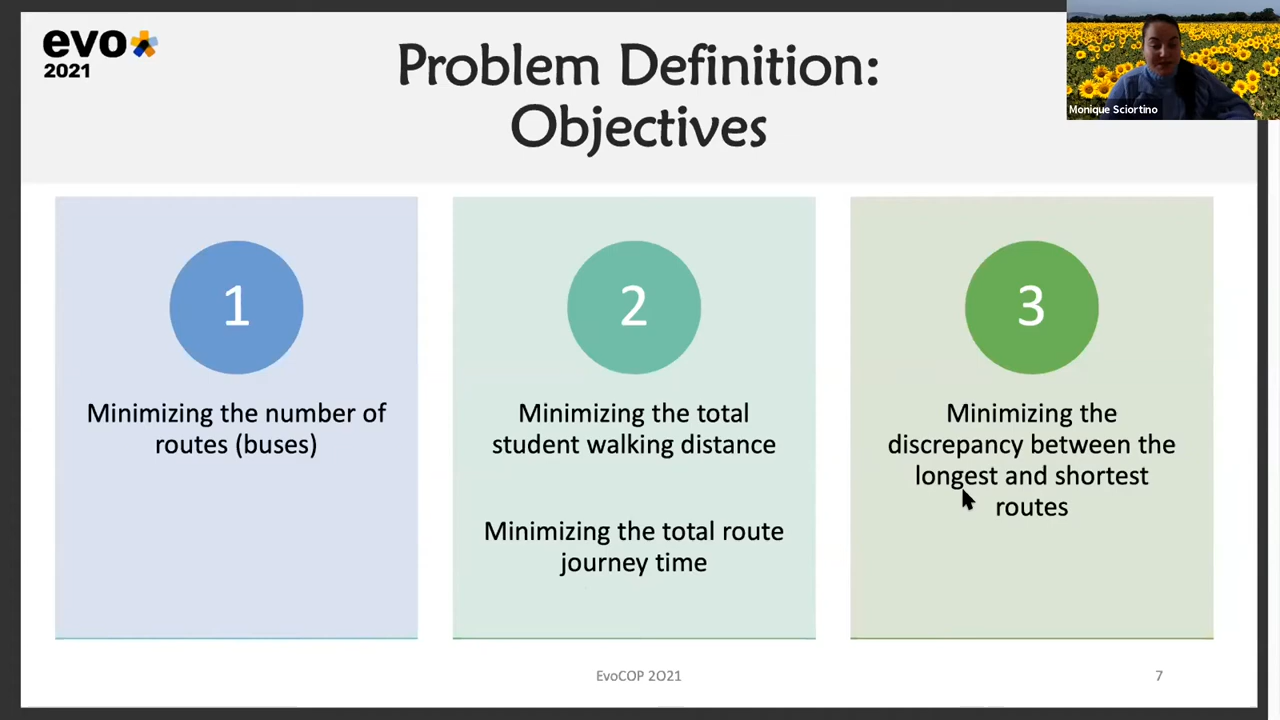 evo
2021
Problem Definition:
Objectives
Monique Sciortino
1
Minimizing the number of
routes (buses)
2
Minimizing the total
student walking distance
Minimizing the total route
journey time
3
Minimizing the
discrepancy between the
longest and shortest
routes
EvoCOP 2021
7